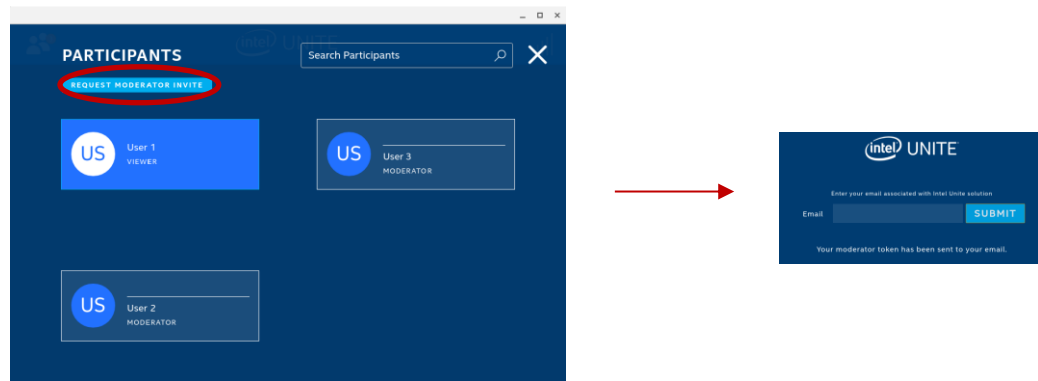 (intel) UNITE
PARTICIPANTS
Search Participants
REQUEST MODERATOR INVITE
US
User 1
VIEWER
US
User 3
MODERATOR
US
User 2
MODERATOR
(intel) UNITE
Enter your email associated with Intel Unite solution
Email
SUBMIT
Your moderator token has been sent to your email.